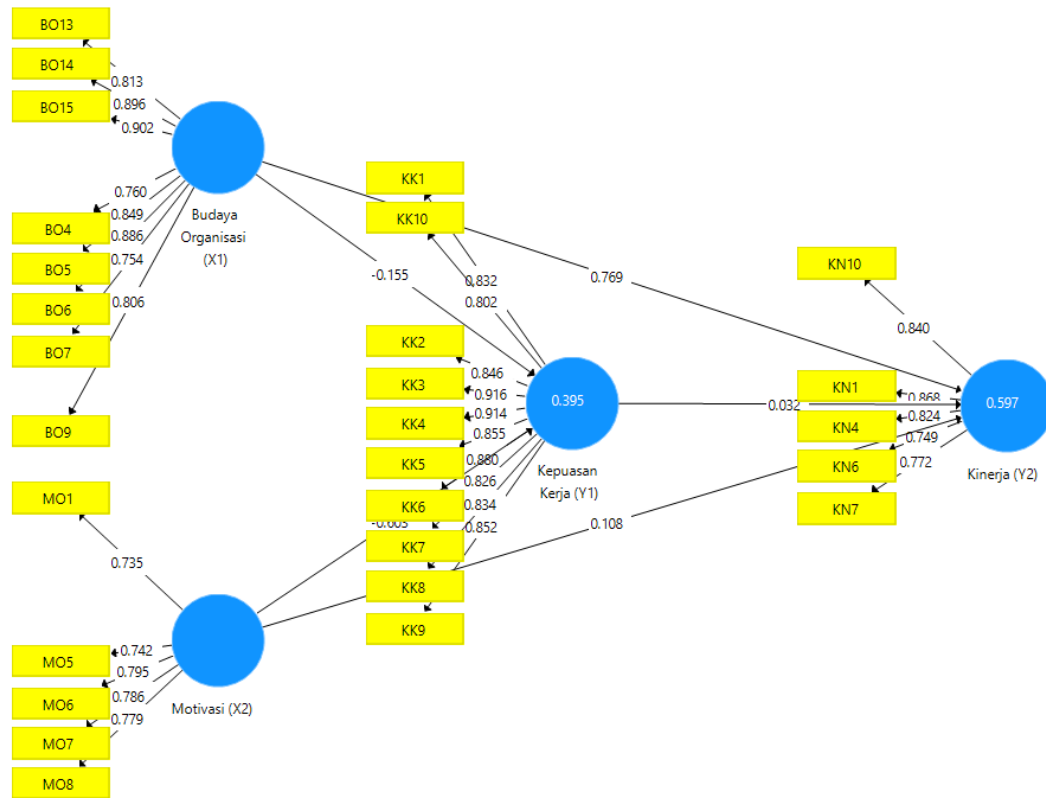 BO13
BO14
BO15
0.813
0.896
0.902
0.760
0.849
0.886
0.754
0.806
BO4
BO5
BO6
BO7
BO9
Budaya
Organisasi
(X1)
MO1
0.735
MO5
MO6
MO7
MO8
0.742
0.795
0.786
0.779
Motivasi (X2)
-0.155
0.769
-0.603
0.108
KK1
KK10
0.832
0.802
KK2
KK3
KK4
KK5
KK6
KK7
KK8
KK9
0.846
0.916
0.914
0.855
0.880
0.826
0.834
0.852
0.395
Kepuasan
Kerja (Y1)
0.032
KN10
0.840
KN1
KN4
KN6
KN7
0.868
0.824
0.749
0.772
0.597
Kinerja (Y2)